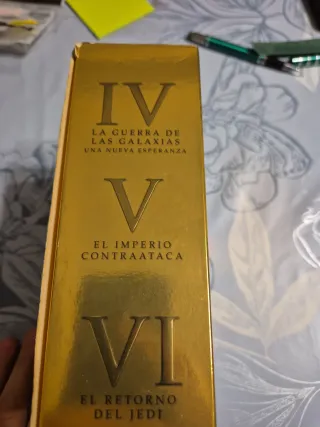 IV
LA GUERRA DE
LAS GALAXIAS
UNA NUEVA ESPERANZA
V
EL IMPERIO
CONTRAATACA
VI
EL RETORNO
DEL JEDI